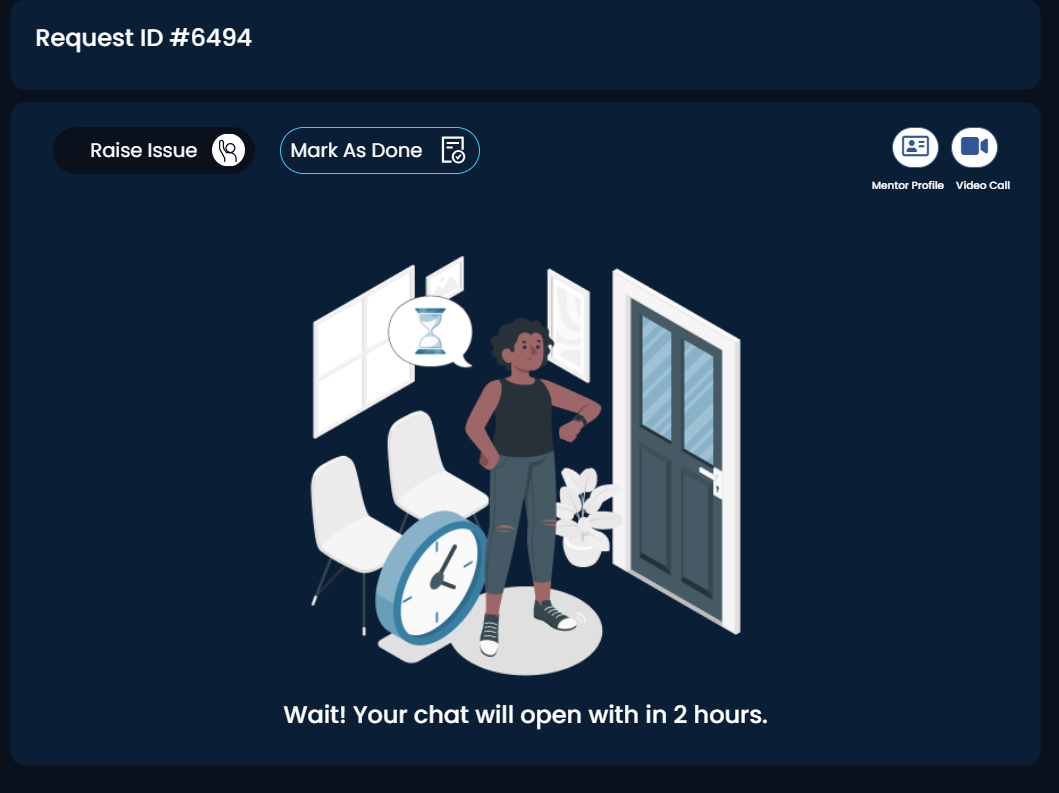 Request ID #6494
Raise Issue
Mark As Done
Mentor Profile
Video Call
Wait! Your chat will open with in 2 hours.